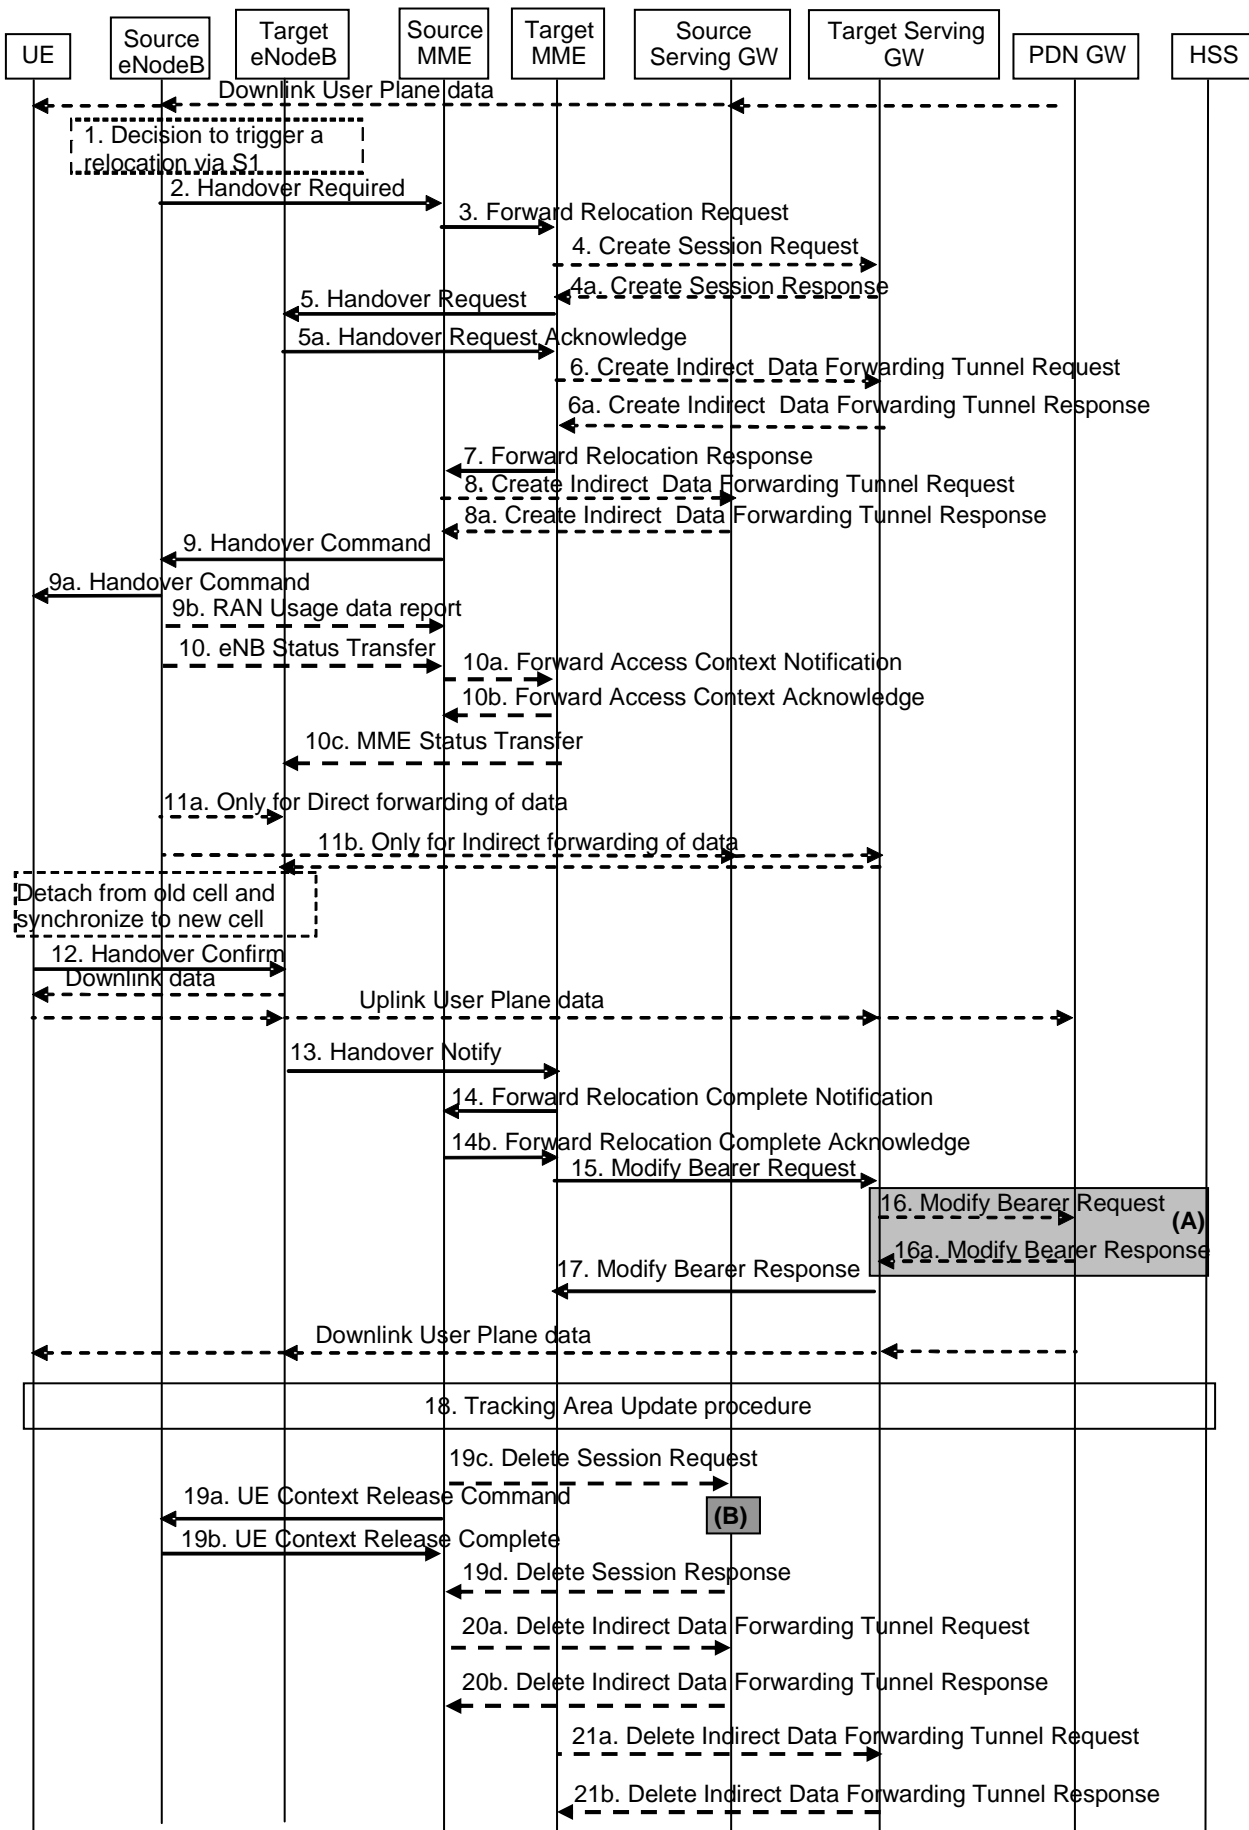 UE
Source
eNodeB
Target
eNodeB
Source
MME
Target
MME
Source
Serving GW
Target Serving
GW
PDN GW
HSS
Downlink User Plane data
1. Decision to trigger a
relocation via S1
2. Handover Required
3. Forward Relocation Request
4. Create Session Request
4a. Create Session Response
5. Handover Request
5a. Handover Request Acknowledge
6. Create Indirect Data Forwarding Tunnel Request
6a. Create Indirect Data Forwarding Tunnel Response
7. Forward Relocation Response
8. Create Indirect Data Forwarding Tunnel Request
8a. Create Indirect Data Forwarding Tunnel Response
9. Handover Command
9a. Handover Command
9b. RAN Usage data report
10. eNB Status Transfer
10a. Forward Access Context Notification
10b. Forward Access Context Acknowledge
10c. MME Status Transfer
11a. Only for Direct forwarding of data
11b. Only for Indirect forwarding of data
Detach from old cell and
synchronize to new cell
12. Handover Confirm
Downlink data
Uplink User Plane data
13. Handover Notify
14. Forward Relocation Complete Notification
14b. Forward Relocation Complete Acknowledge
15. Modify Bearer Request
16. Modify Bearer Request
(A)
16a. Modify Bearer Response
17. Modify Bearer Response
Downlink User Plane data
18. Tracking Area Update procedure
19c. Delete Session Request
19a. UE Context Release Command
(B)
19b. UE Context Release Complete
19d. Delete Session Response
20a. Delete Indirect Data Forwarding Tunnel Request
20b. Delete Indirect Data Forwarding Tunnel Response
21a. Delete Indirect Data Forwarding Tunnel Request
21b. Delete Indirect Data Forwarding Tunnel Response